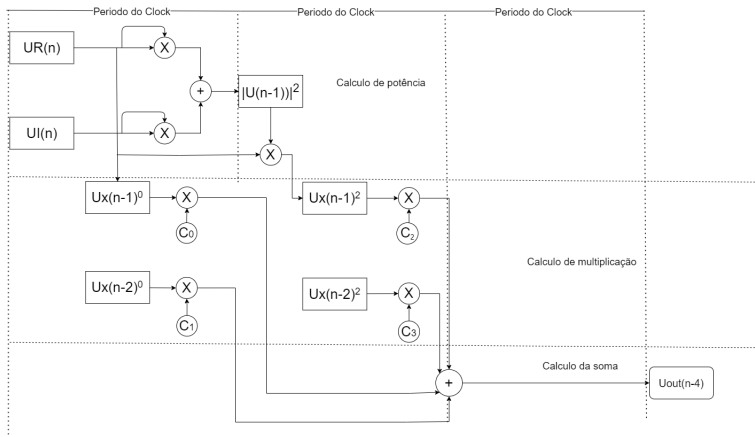 Periodo do Clock
Periodo do Clock
Periodo do Clock
UR(n)
X
+
|U(n-1))|²
Calculo de potência
UI(n)
X
X
Ux(n-1)⁰
X
C₀
Ux(n-1)²
X
C₂
Calculo de multiplicação
Ux(n-2)⁰
X
C₁
Ux(n-2)²
X
C₃
Calculo da soma
+
Uout(n-4)